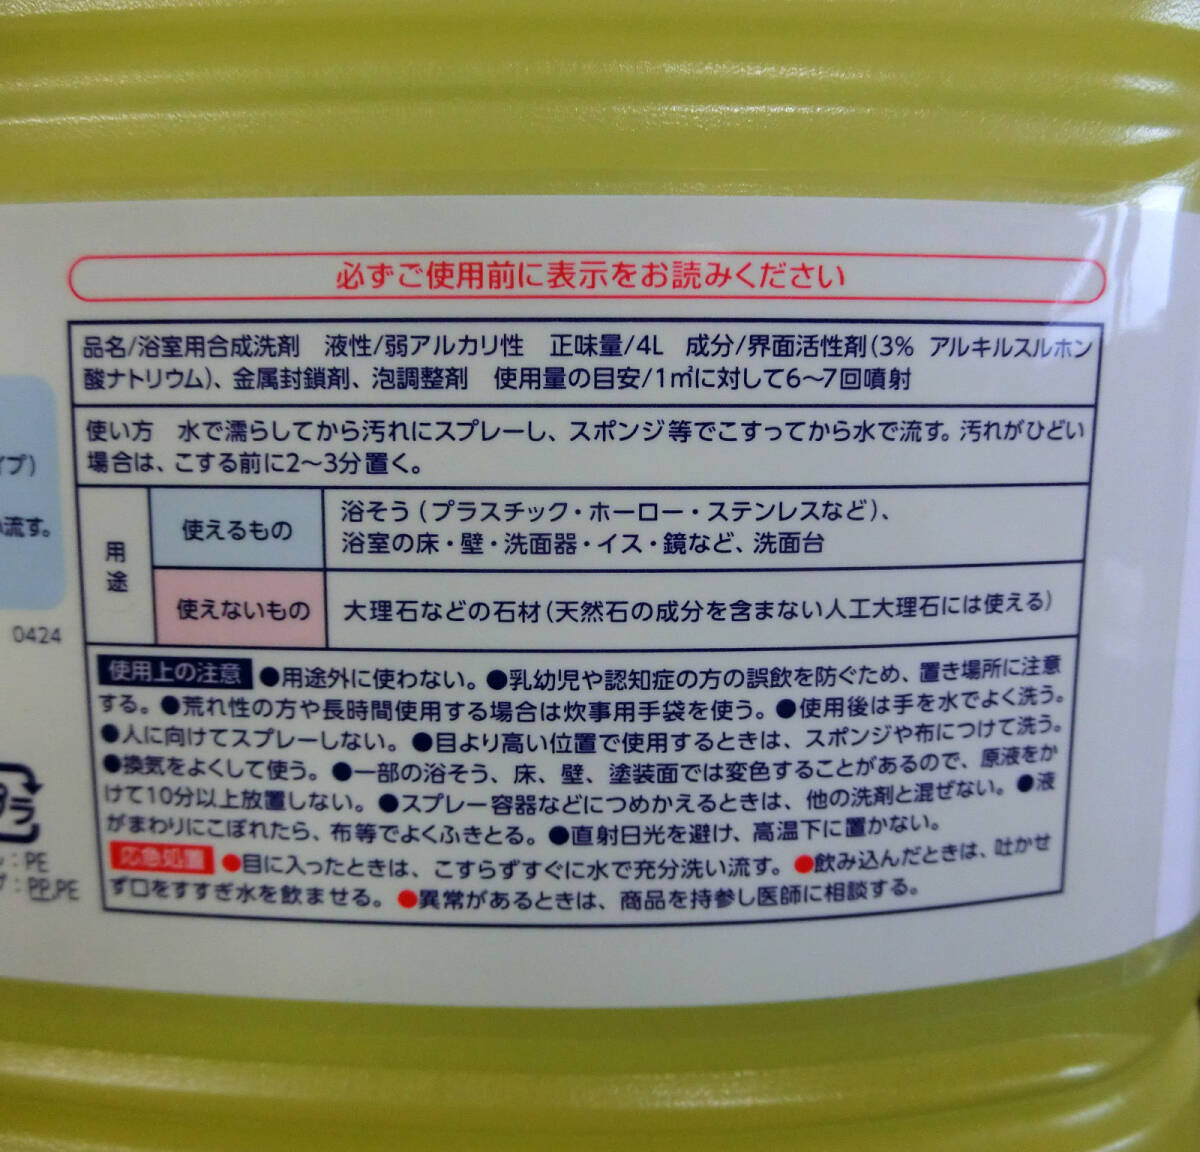 必ずご使用前に表示をお読みください
品名/浴室用合成洗剤 液性/弱アルカリ性 正味量/4L 成分/界面活性剤(3% アルキルスルホン
酸ナトリウム)、金属封鎖剤、泡調整剤 使用量の目安/1㎡に対して6〜7回噴射
使い方 水で濡らしてから汚れにスプレーし、スポンジ等でこすってから水で流す。汚れがひどい
場合は、こする前に2〜3分置く。
用途
使えるもの
浴そう(プラスチック・ホーロー・ステンレスなど)、
浴室の床・壁・洗面器・イス・鏡など、洗面台
使えないもの
大理石などの石材(天然石の成分を含まない人工大理石には使える)
使用上の注意 ●用途外に使わない。●乳幼児や認知症の方の誤飲を防ぐため、置き場所に注意
する。●荒れ性の方や長時間使用する場合は炊事用手袋を使う。●使用後は手を水でよく洗う。
●人に向けてスプレーしない。●目より高い位置で使用するときは、スポンジや布につけて洗う。
●換気をよくして使う。●一部の浴そう、床、壁、塗装面では変色することがあるので、原液をか
けて10分以上放置しない。●スプレー容器などにつめかえるときは、他の洗剤と混ぜない。●液
がまわりにこぼれたら、布等でよくふきとる。●直射日光を避け、高温下に置かない。
応急処置 ●目に入ったときは、こすらずすぐに水で充分洗い流す。●飲み込んだときは、吐かせ
ず口をすすぎ水を飲ませる。●異常があるときは、商品を持参し医師に相談する。
イプ)
流す。
0424
プラ
:PE
:PP,PE